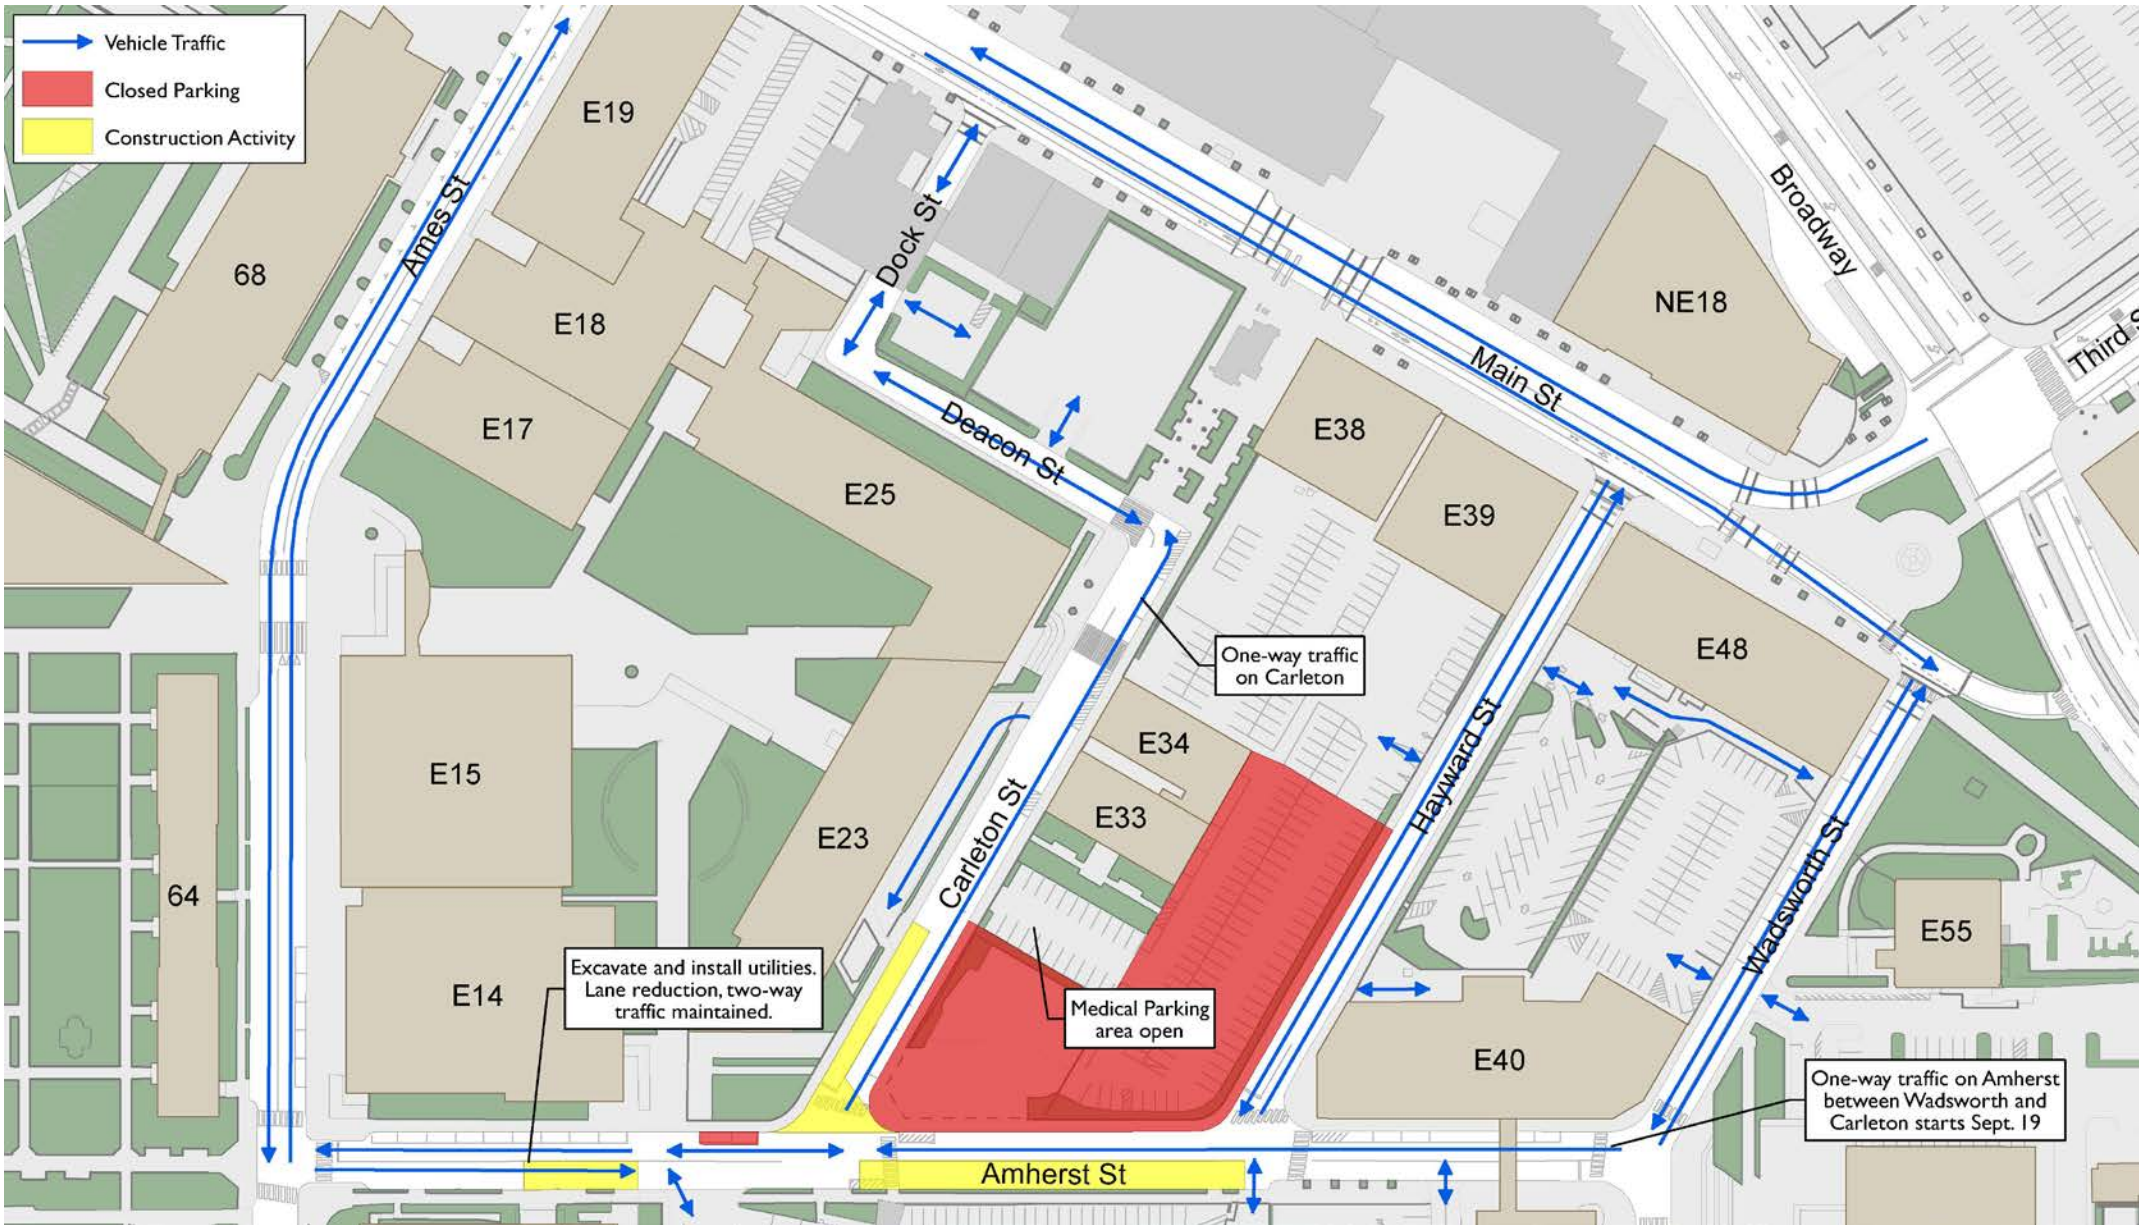 Vehicle Traffic
Closed Parking
Construction Activity
E19
Ames St
68
Dock St
Broadway
E18
NE18
Third S
Main St
E17
E38
Deacon St
E25
E39
One-way traffic
on Carleton
E48
E34
Hayward St
E15
E33
E23
Carleton St
Wadsworth St
64
E55
Excavate and install utilities.
Lane reduction, two-way
traffic maintained.
E14
Medical Parking
area open
E40
One-way traffic on Amherst
between Wadsworth and
Carleton starts Sept. 19
Amherst St